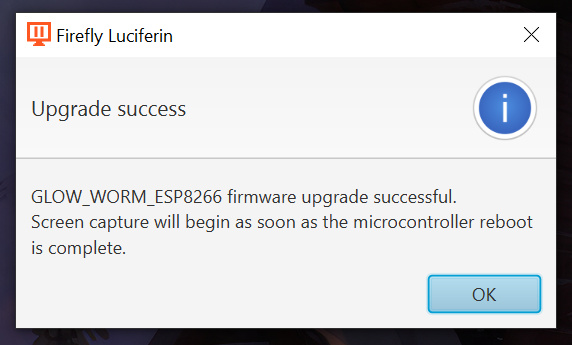 Firefly Luciferin
Upgrade success
GLOW_WORM_ESP8266 firmware upgrade successful.
Screen capture will begin as soon as the microcontroller reboot
is complete.
OK